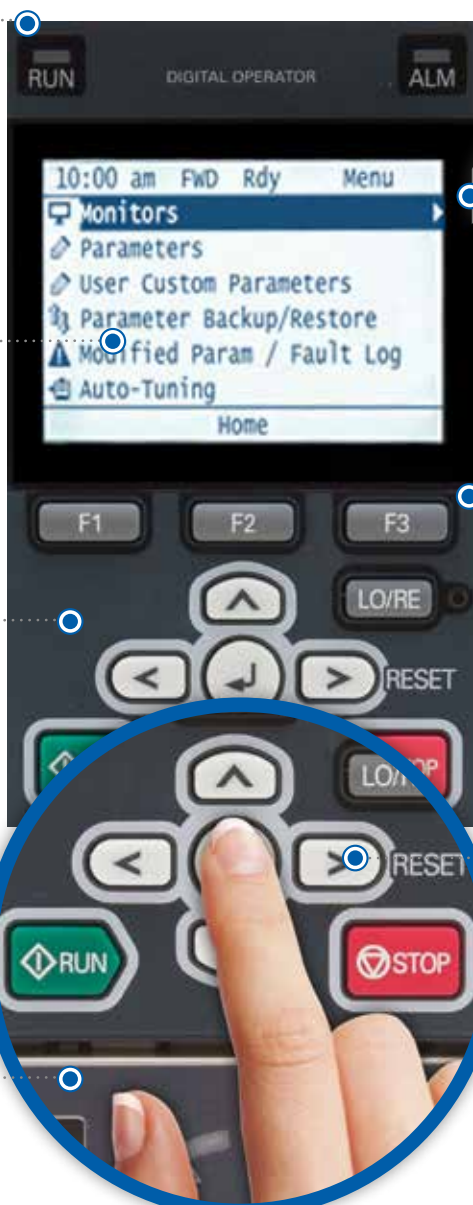 RUN DIGITAL OPERATOR ALM
10:00 am FWD Rdy Menu
Monitors
Parameters
User Custom Parameters
Parameter Backup/Restore
Modified Param / Fault Log
Auto-Tuning
Home
F1 F2 F3
LO/RE
RESET
RESET
RUN STOP